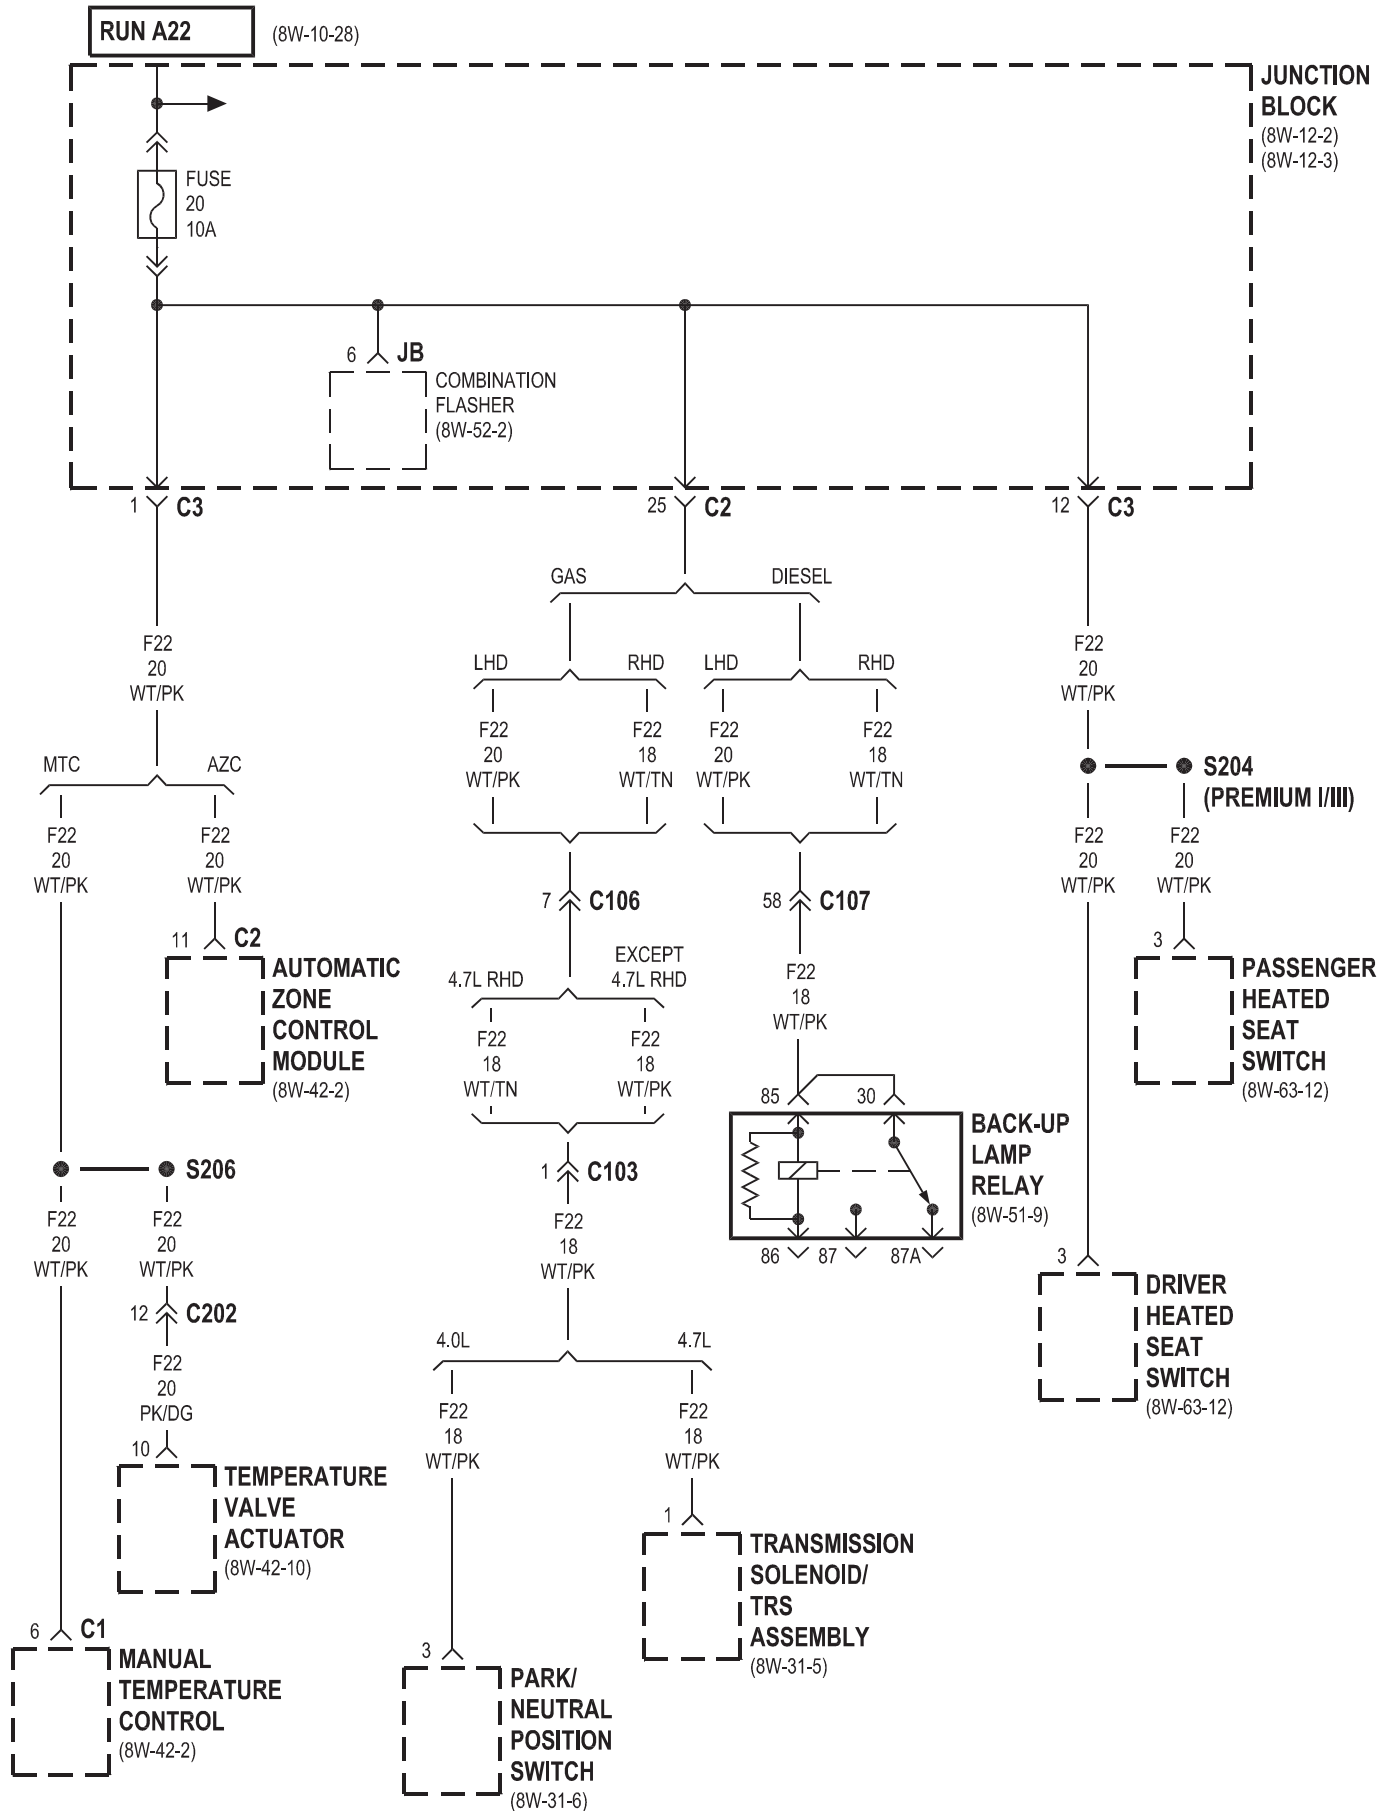 RUN A22
(8W-10-28)
JUNCTION
BLOCK
(8W-12-2)
(8W-12-3)
FUSE
20
10A
6
JB
COMBINATION
FLASHER
(8W-52-2)
1
C3
25
C2
12
C3
GAS
DIESEL
F22
20
WT/PK
F22
20
WT/PK
LHD
RHD
LHD
RHD
F22
20
WT/PK
F22
18
WT/TN
F22
20
WT/PK
F22
18
WT/TN
MTC
AZC
S204
(PREMIUM I/III)
F22
20
WT/PK
F22
20
WT/PK
F22
20
WT/PK
F22
20
WT/PK
7
C106
58
C107
11
C2
AUTOMATIC
ZONE
CONTROL
MODULE
(8W-42-2)
4.7L RHD
EXCEPT
4.7L RHD
F22
18
WT/PK
3
PASSENGER
HEATED
SEAT
SWITCH
(8W-63-12)
F22
18
WT/TN
F22
18
WT/PK
85
30
BACK-UP
LAMP
RELAY
(8W-51-9)
86
87
87A
S206
1
C103
F22
20
WT/PK
F22
20
WT/PK
F22
18
WT/PK
3
DRIVER
HEATED
SEAT
SWITCH
(8W-63-12)
12
C202
F22
20
PK/DG
4.0L
4.7L
F22
18
WT/PK
F22
18
WT/PK
10
TEMPERATURE
VALVE
ACTUATOR
(8W-42-10)
1
TRANSMISSION
SOLENOID/
TRS
ASSEMBLY
(8W-31-5)
6
C1
MANUAL
TEMPERATURE
CONTROL
(8W-42-2)
3
PARK/
NEUTRAL
POSITION
SWITCH
(8W-31-6)